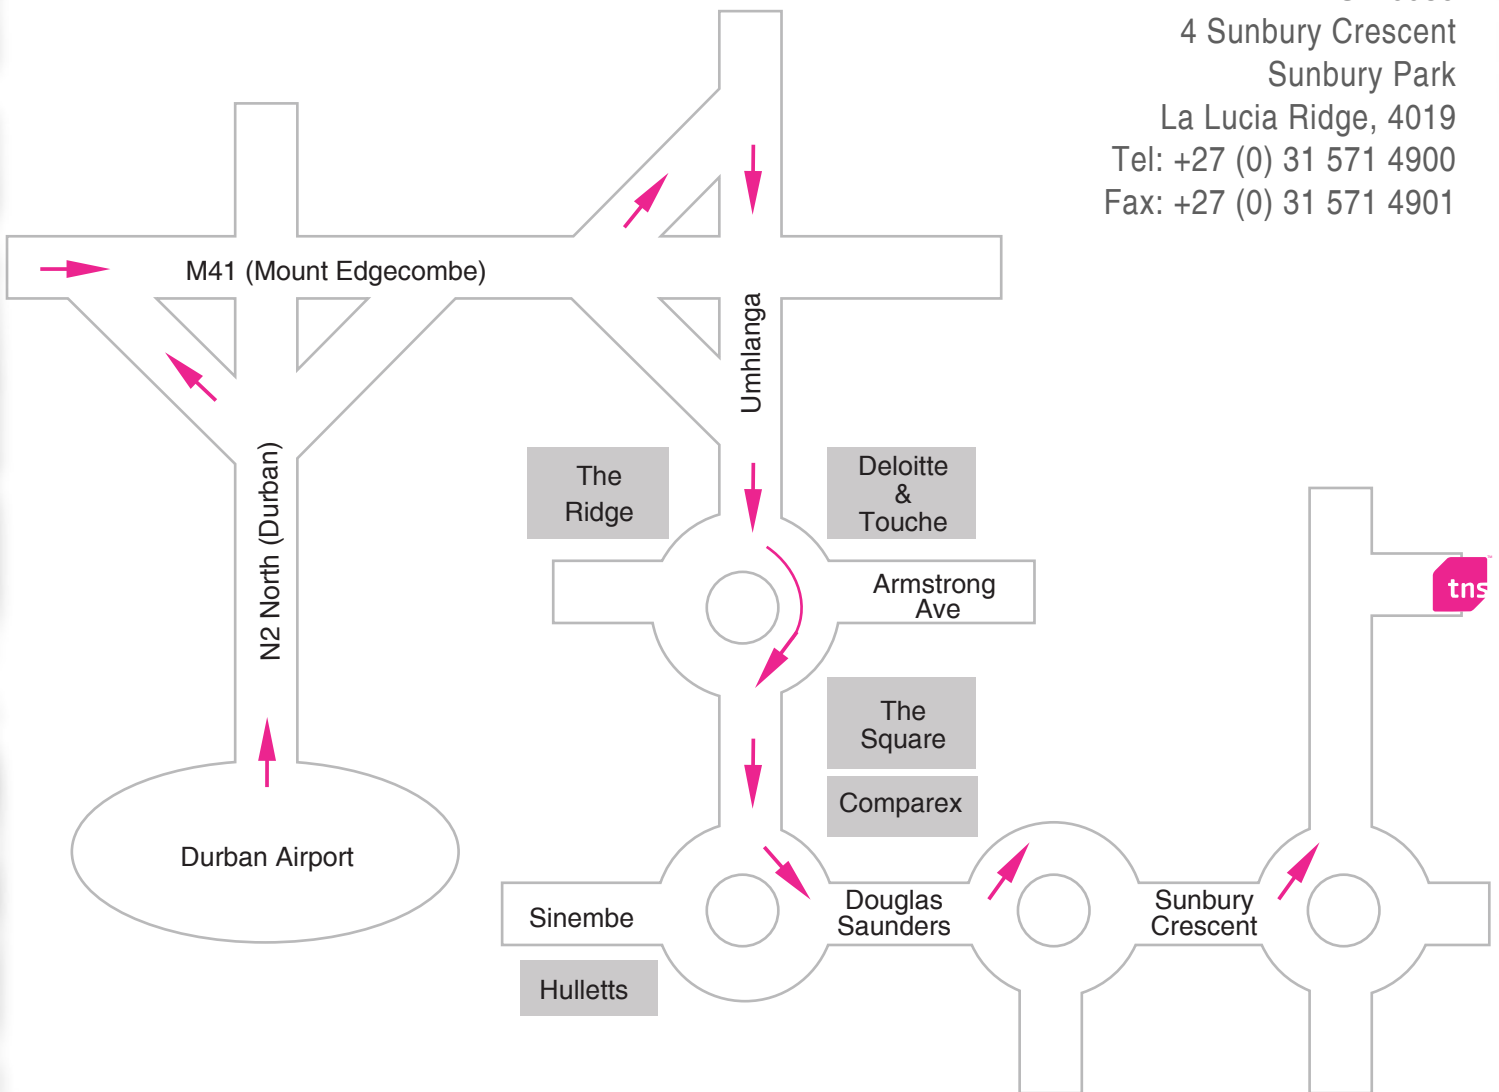 4 Sunbury Crescent
Sunbury Park
La Lucia Ridge, 4019
Tel: +27 (0) 31 571 4900
Fax: +27 (0) 31 571 4901
M41 (Mount Edgecombe)
Umhlanga
N2 North (Durban)
The
Ridge
Deloitte
&
Touche
Armstrong
Ave
tns
The
Square
Comparex
Durban Airport
Sinembe
Douglas
Saunders
Sunbury
Crescent
Hulletts